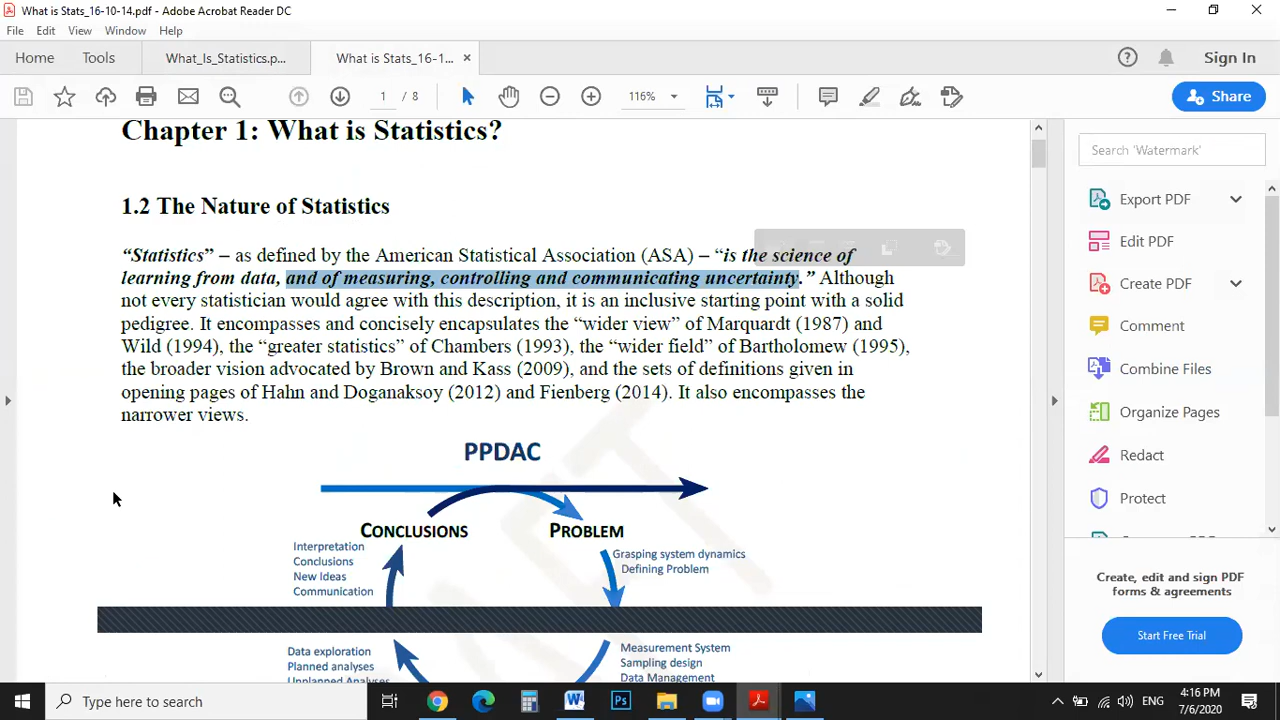 What is Stats_16-10-14.pdf - Adobe Acrobat Reader DC
File Edit View Window Help
Home Tools What_Is_Statistics.p... What is Stats_16-1... ×
1 / 8 116% Share
? Sign In
Chapter 1: What is Statistics?
1.2 The Nature of Statistics
“Statistics” – as defined by the American Statistical Association (ASA) – “is the science of
learning from data, and of measuring, controlling and communicating uncertainty.” Although
not every statistician would agree with this description, it is an inclusive starting point with a solid
pedigree. It encompasses and concisely encapsulates the “wider view” of Marquardt (1987) and
Wild (1994), the “greater statistics” of Chambers (1993), the “wider field” of Bartholomew (1995),
the broader vision advocated by Brown and Kass (2009), and the sets of definitions given in
opening pages of Hahn and Doganaksoy (2012) and Fienberg (2014). It also encompasses the
narrower views.
PPDAC
CONCLUSIONS PROBLEM
Interpretation
Conclusions
New Ideas
Communication
Grasping system dynamics
Defining Problem
Data exploration
Planned analyses
Unplanned Analyses
Measurement System
Sampling design
Data Management
Search 'Watermark'
Export PDF
Edit PDF
Create PDF
Comment
Combine Files
Organize Pages
Redact
Protect
Create, edit and sign PDF
forms & agreements
Start Free Trial
Type here to search
ENG
4:16 PM
7/6/2020